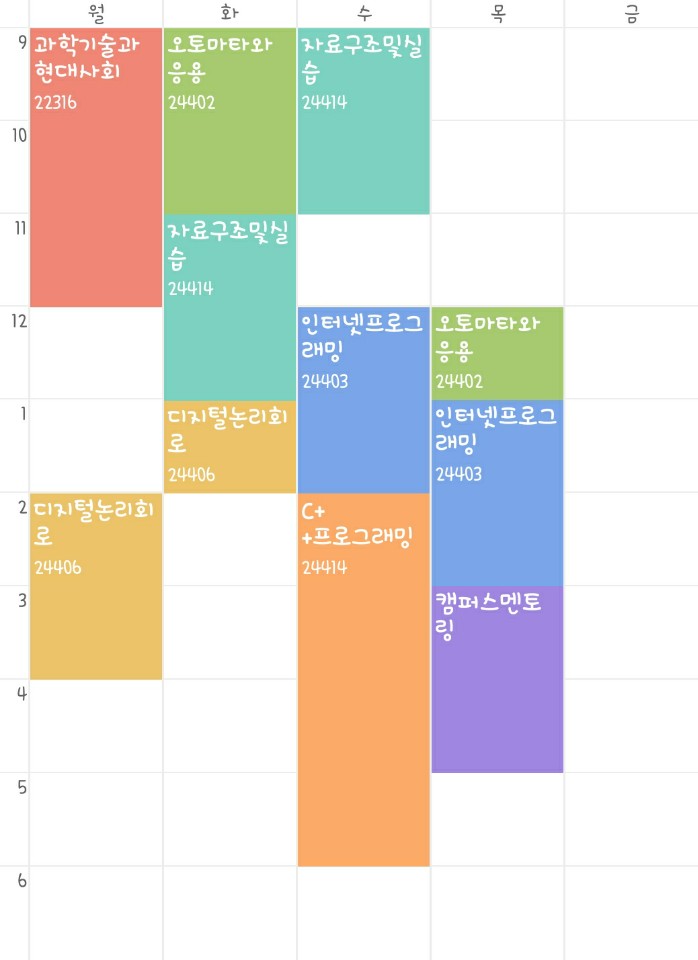 월 화 수 목 금
9
과학기술과
현대사회
22316
오토마타와
응용
24402
자료구조및실
습
24414
10
11
자료구조및실
습
24414
12
인터넷프로그
래밍
24403
오토마타와
응용
24402
1
디지털논리회
로
24406
인터넷프로그
래밍
24403
2
디지털논리회
로
24406
C+
+프로그래밍
24414
3
캠퍼스멘토
링
4
5
6